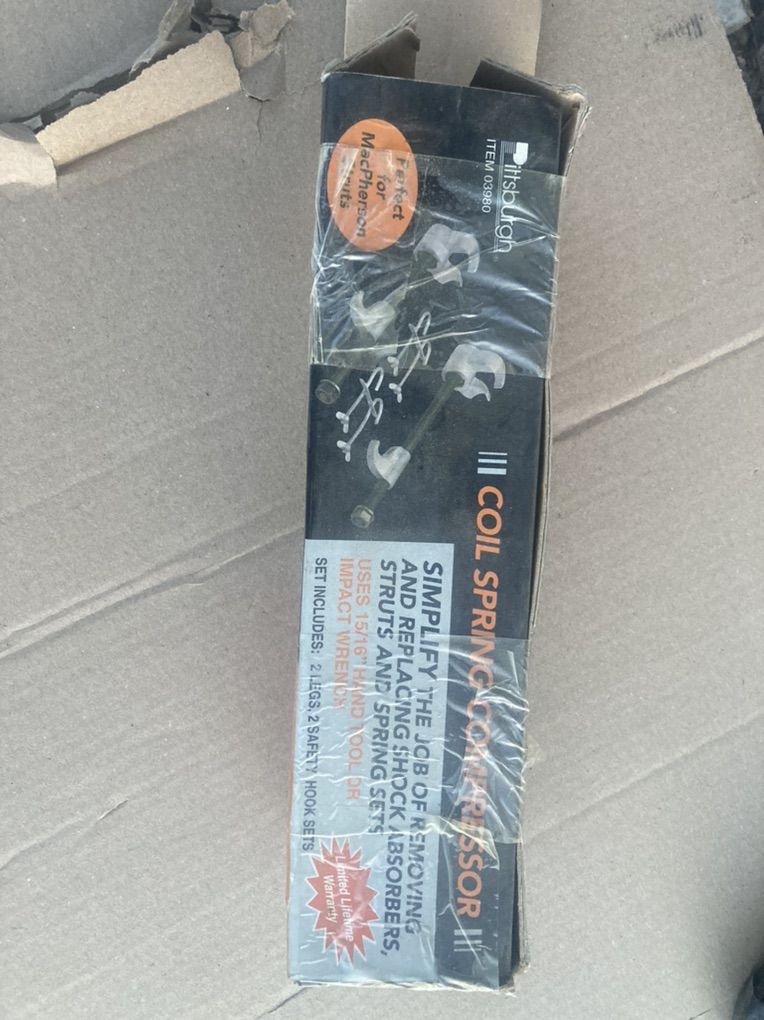 Pittsburgh
ITEM 03980
Perfect
for
MacPherson
Struts
COIL SPRING COMPRESSOR
SIMPLIFY THE JOB OF REMOVING
AND REPLACING SHOCK ABSORBERS,
STRUTS AND SPRING SETS
USES 15/16" HAND TOOL OR
IMPACT WRENCH
SET INCLUDES: 2 LEGS, 2 SAFETY HOOK SETS
Limited Lifetime
Warranty